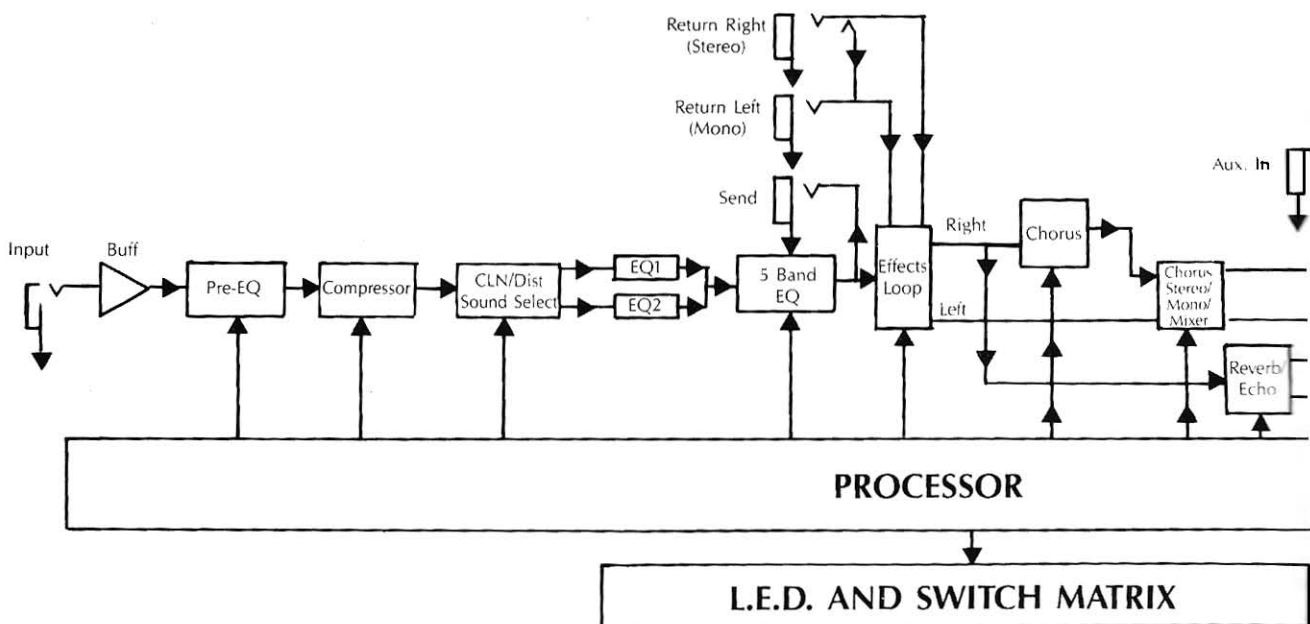 Return Right
(Stereo)
Return Left
(Mono)
Send
Aux. In
Input
Buff
Pre-EQ
Compressor
CLN/Dist
Sound Select
EQ1
EQ2
5 Band
EQ
Effects
Loop
Right
Left
Chorus
Chorus
Stereo/
Mono/
Mixer
Reverb/
Echo
PROCESSOR
L.E.D. AND SWITCH MATRIX